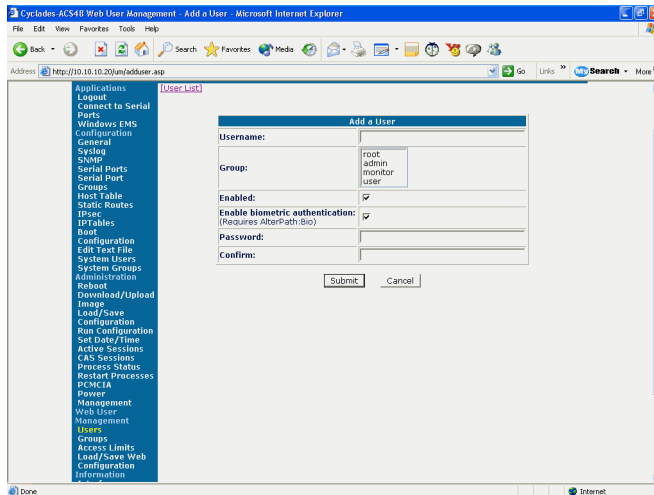 Cyclades-ACS48 Web User Management - Add a User - Microsoft Internet Explorer
File Edit View Favorites Tools Help
Back Search Favorites Media
Address http://10.10.10.20/um/adduser.asp Go Links » My Search More
Applications
Logout
Connect to Serial
Ports
Windows EMS
Configuration
General
Syslog
SNMP
Serial Ports
Serial Port
Groups
Host Table
Static Routes
IPsec
IPTables
Boot
Configuration
Edit Text File
System Users
System Groups
Administration
Reboot
Download/Upload
Image
Load/Save
Configuration
Run Configuration
Set Date/Time
Active Sessions
CAS Sessions
Process Status
Restart Processes
PCMCIA
Power
Management
Web User
Management
Users
Groups
Access Limits
Load/Save Web
Configuration
Information
[User List]
Add a User
Username:
Group:
root
admin
monitor
user
Enabled:
Enable biometric authentication:
(Requires AlterPath:Bio)
Password:
Confirm:
Submit Cancel
Done Internet